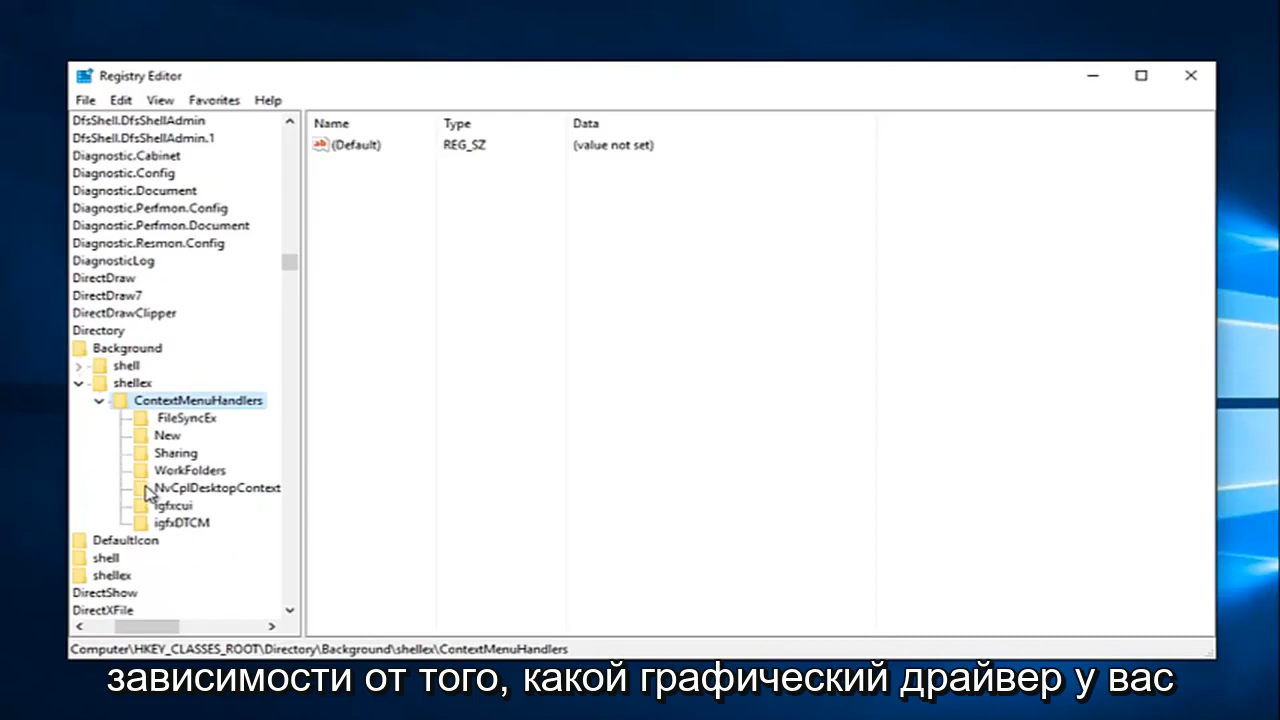 Registry Editor
File Edit View Favorites Help
DfsShell.DfsShellAdmin
DfsShell.DfsShellAdmin.1
Diagnostic.Cabinet
Diagnostic.Config
Diagnostic.Document
Diagnostic.Perfmon.Config
Diagnostic.Perfmon.Document
Diagnostic.Resmon.Config
DiagnosticLog
DirectDraw
DirectDraw7
DirectDrawClipper
Directory
Background
shell
shellex
ContextMenuHandlers
FileSyncEx
New
Sharing
WorkFolders
NvCplDesktopContext
igfxcui
igfxDTCM
DefaultIcon
shell
shellex
DirectShow
DirectXFile
Name Type Data
ab (Default) REG_SZ (value not set)
Computer\HKEY_CLASSES_ROOT\Directory\Background\shellex\ContextMenuHandlers
зависимости от того, какой графический драйвер у вас